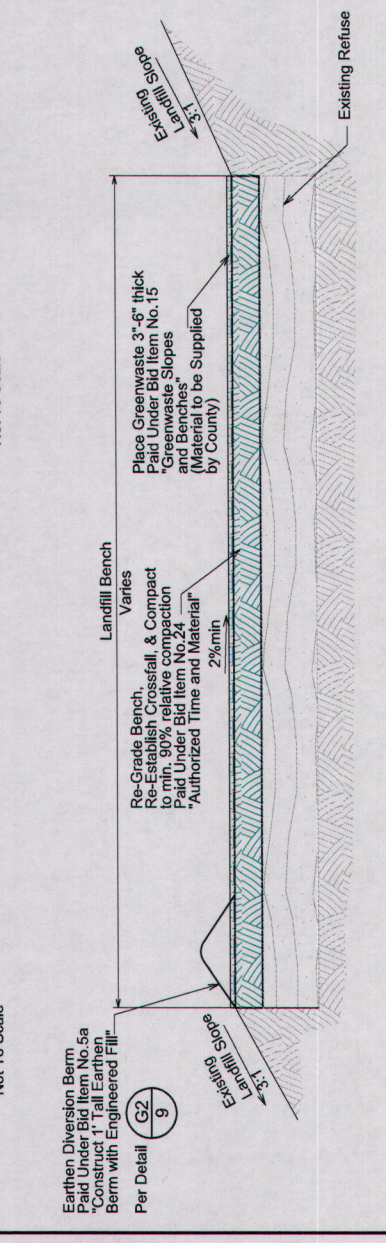 Not To Scale
Earthen Diversion Berm
Paid Under Bid Item No.5a
"Construct 1' Tall Earthen
Berm with Engineered Fill"
Per Detail
G2
9
Existing
Landfill Slope
3:1
Landfill Bench
Varies
Re-Grade Bench,
Re-Establish Crossfall, & Compact
to min. 90% relative compaction
Paid Under Bid Item No.24
"Authorized Time and Material"
2%min
Place Greenwaste 3"-6" thick
Paid Under Bid Item No.15
"Greenwaste Slopes
and Benches"
(Material to be Supplied
by County)
Existing
Landfill Slope
3:1
Existing Refuse